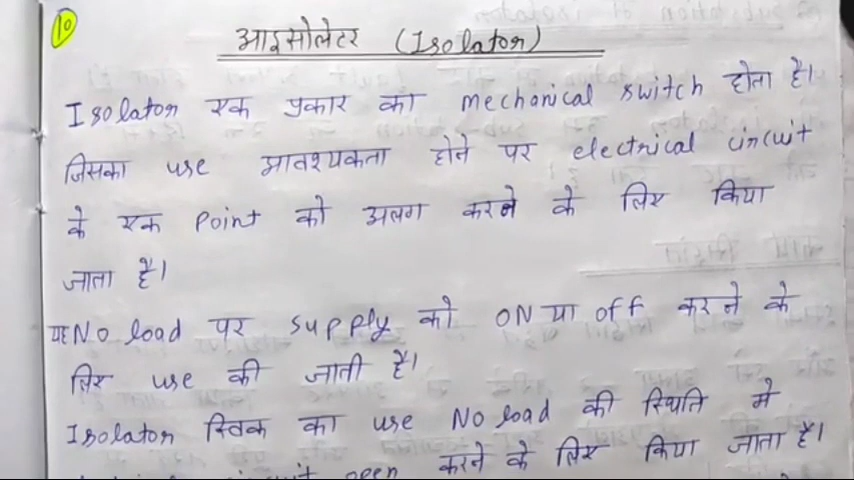 10
आइसोलेटर (Isolator)
Isolator एक प्रकार का mechanical switch होता है।
जिसका use आवश्यकता होने पर electrical circuit
के एक Point को अलग करने के लिए किया
जाता है।
यह No load पर supply को ON या off करने के
लिए use की जाती है।
Isolator स्विक का use No load की स्थिति मे
open करने के लिए किया जाता है।